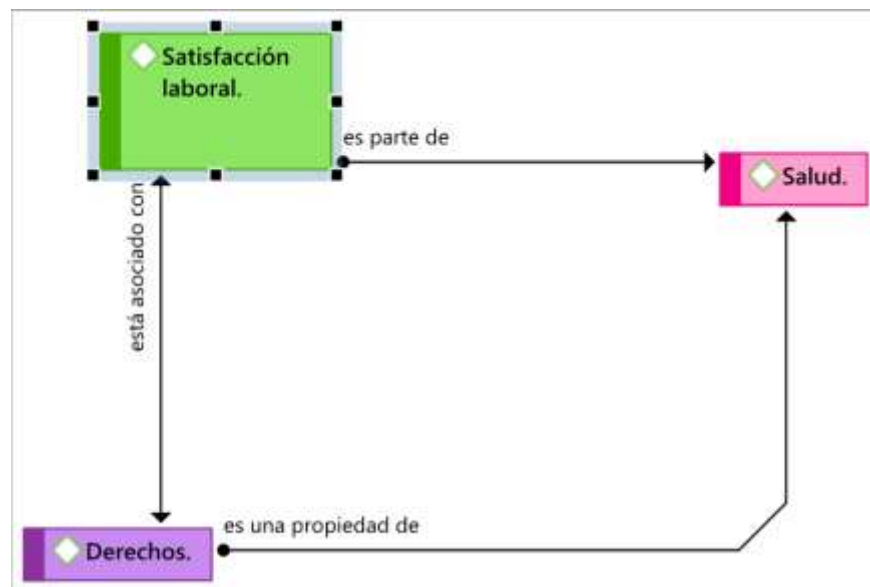 Satisfacción
laboral.
es parte de
Salud.
está asociado con
es una propiedad de
Derechos.